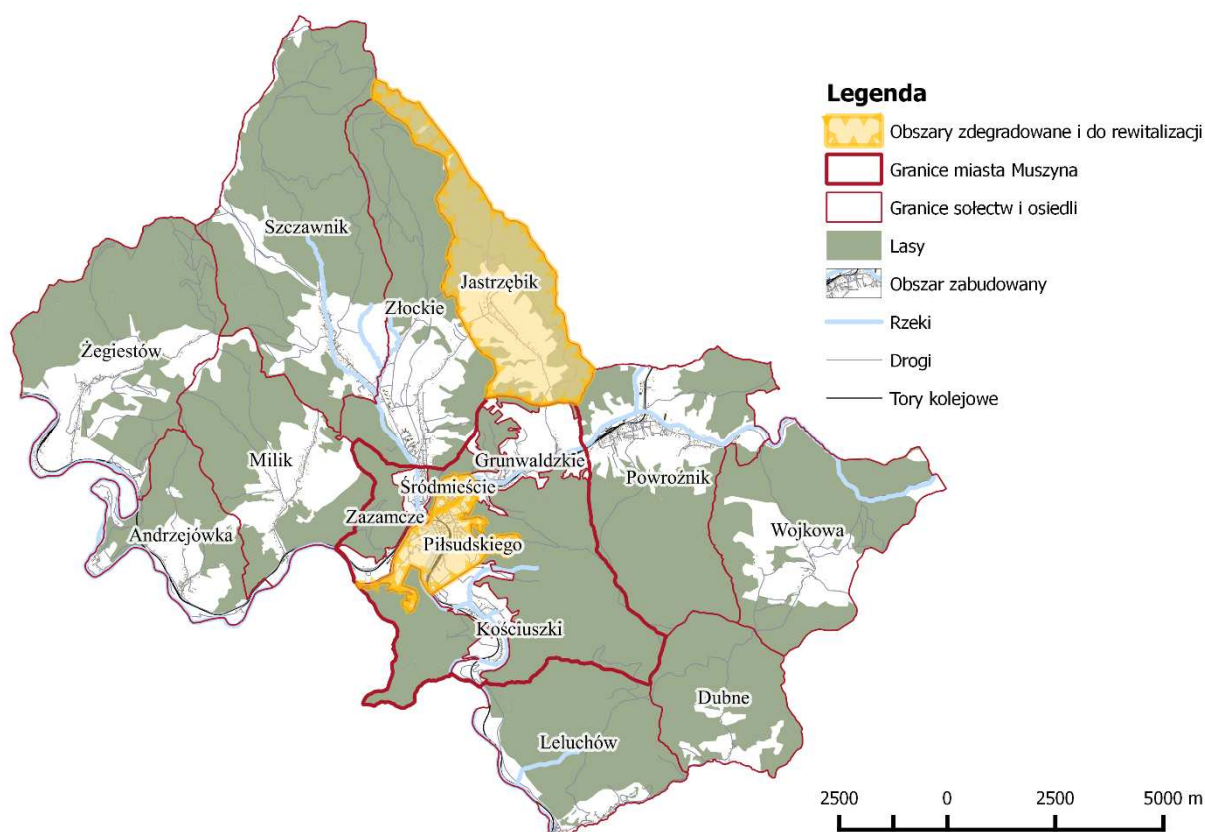 Legenda
Obszary zdegradowane i do rewitalizacji
Granice miasta Muszyna
Granice sołectw i osiedli
Lasy
Obszar zabudowany
Rzeki
Drogi
Tory kolejowe
Szczawnik
Jastrzębik
Złockie
Żegiestów
Milik
Grunwaldzkie
Powroźnik
Śródmieście
Zazamcze
Andrzejówka
Wojkowa
Piłsudskiego
Kościuszki
Dubne
Leluchów
2500 0 2500 5000 m